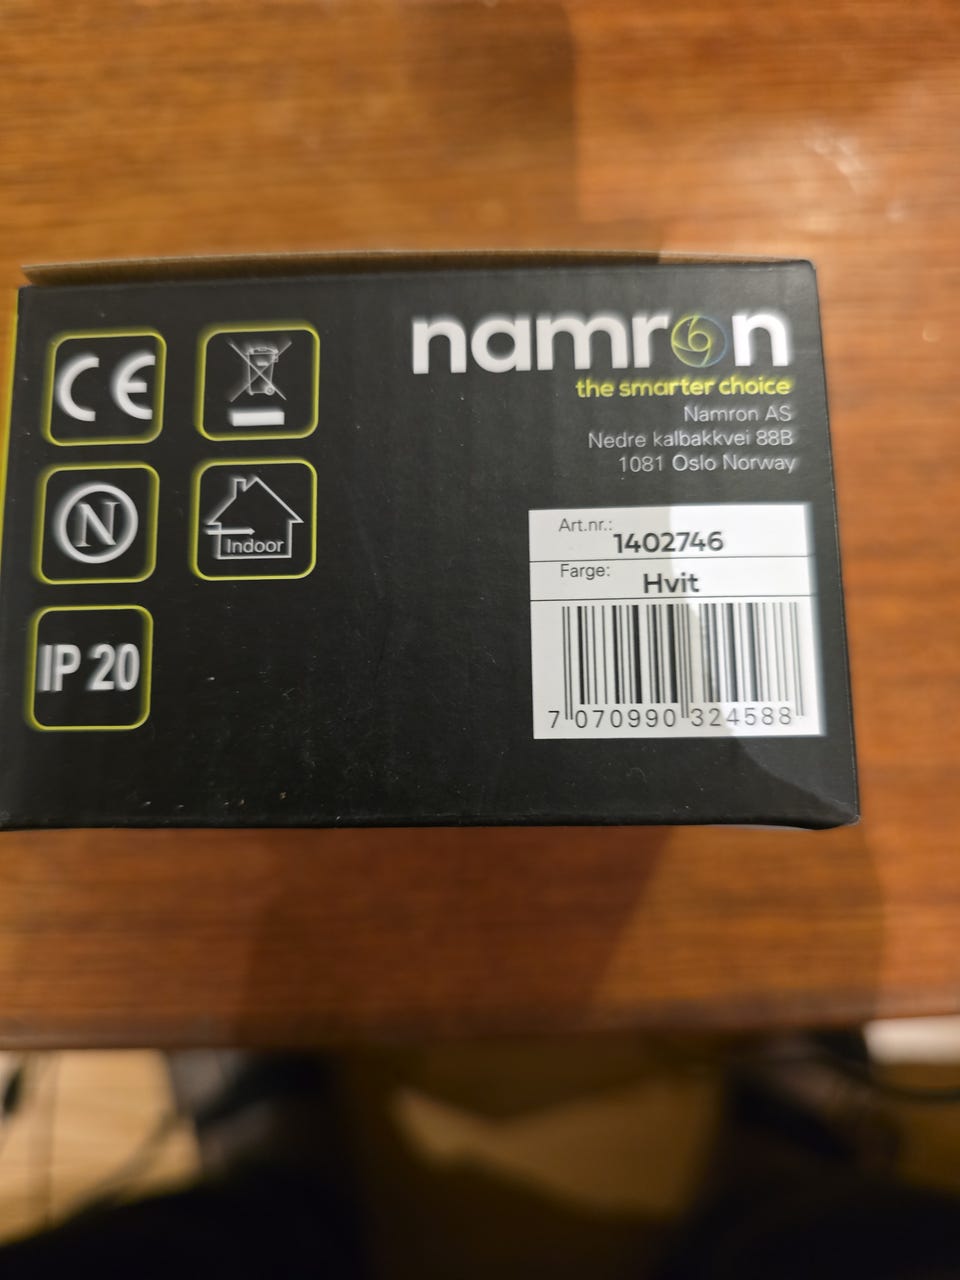 CE
N
Indoor
IP 20
namron
the smarter choice
Namron AS
Nedre kalbakkvei 88B
1081 Oslo Norway
Art.nr.: 1402746
Farge: Hvit
7 070990 324588